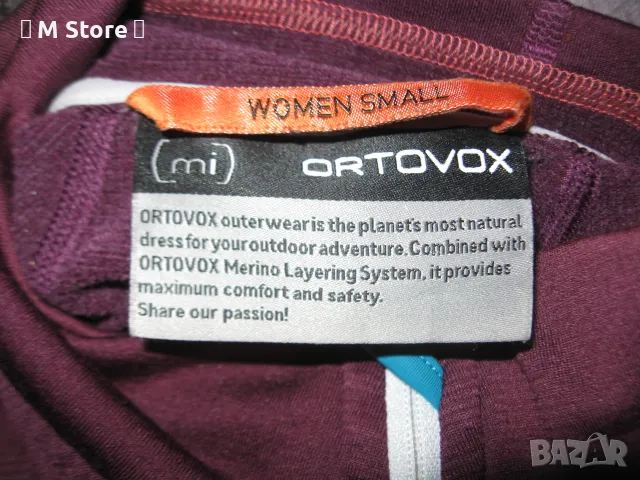 M Store
WOMEN SMALL
(mi) ORTOVOX
ORTOVOX outerwear is the planet's most natural
dress for your outdoor adventure. Combined with
ORTOVOX Merino Layering System, it provides
maximum comfort and safety.
Share our passion!
BAZAR